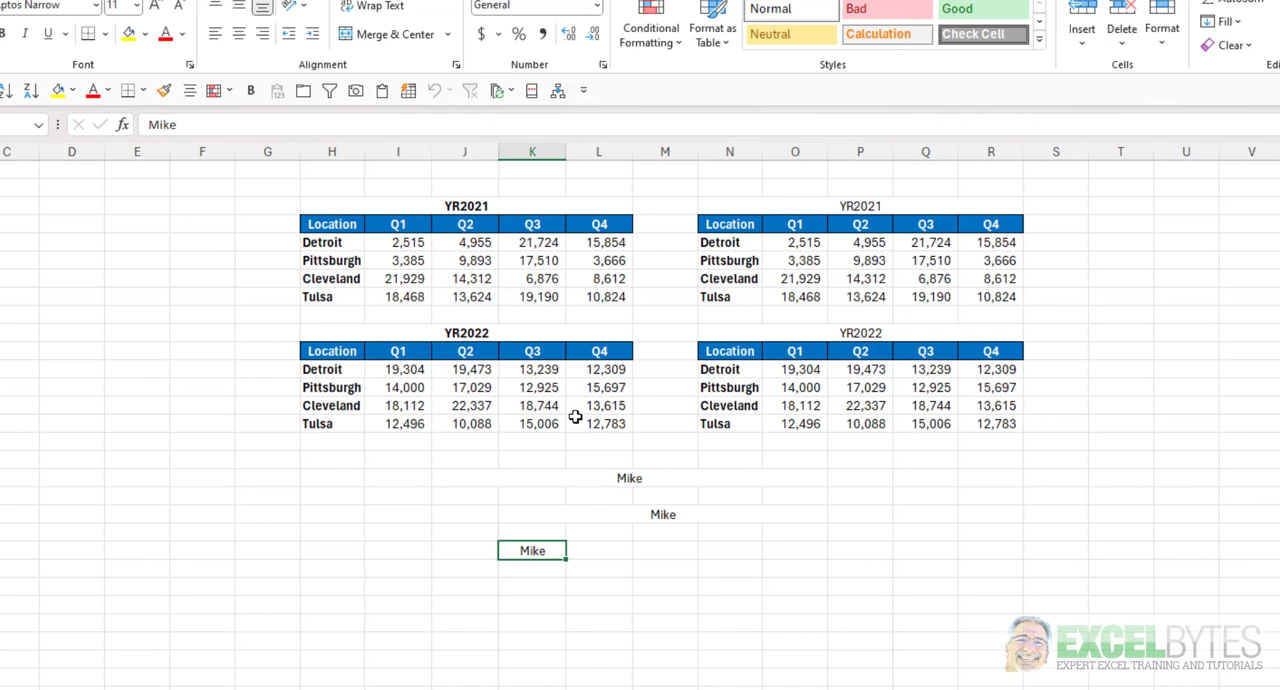 Aptos Narrow 11 Wrap Text General Conditional Formatting Format as Table Normal Bad Good Insert Delete Format Fill
B I U Merge & Center $ % Neutral Calculation Check Cell Clear
Font Alignment Number Styles Cells
B
fx Mike
C D E F G H I J K L M N O P Q R S T U V
YR2021 YR2021
Location Q1 Q2 Q3 Q4 Location Q1 Q2 Q3 Q4
Detroit 2,515 4,955 21,724 15,854 Detroit 2,515 4,955 21,724 15,854
Pittsburgh 3,385 9,893 17,510 3,666 Pittsburgh 3,385 9,893 17,510 3,666
Cleveland 21,929 14,312 6,876 8,612 Cleveland 21,929 14,312 6,876 8,612
Tulsa 18,468 13,624 19,190 10,824 Tulsa 18,468 13,624 19,190 10,824
YR2022 YR2022
Location Q1 Q2 Q3 Q4 Location Q1 Q2 Q3 Q4
Detroit 19,304 19,473 13,239 12,309 Detroit 19,304 19,473 13,239 12,309
Pittsburgh 14,000 17,029 12,925 15,697 Pittsburgh 14,000 17,029 12,925 15,697
Cleveland 18,112 22,337 18,744 13,615 Cleveland 18,112 22,337 18,744 13,615
Tulsa 12,496 10,088 15,006 12,783 Tulsa 12,496 10,088 15,006 12,783
Mike
Mike
Mike
EXCELBYTES
EXPERT EXCEL TRAINING AND TUTORIALS